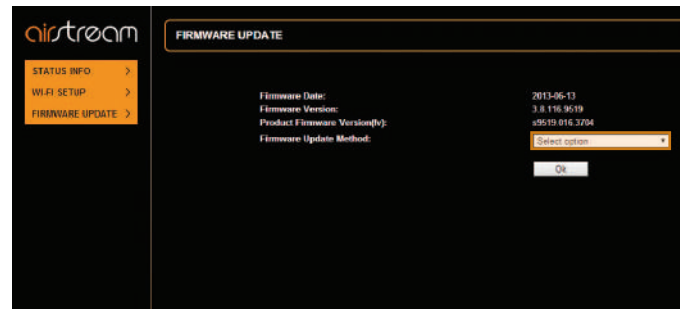 airstream
FIRMWARE UPDATE
STATUS INFO >
WI-FI SETUP >
FIRMWARE UPDATE >
Firmware Date: 2013-06-13
Firmware Version: 3.8.116.9519
Product Firmware Version(fv): s9519.016.3704
Firmware Update Method: Select option
Ok